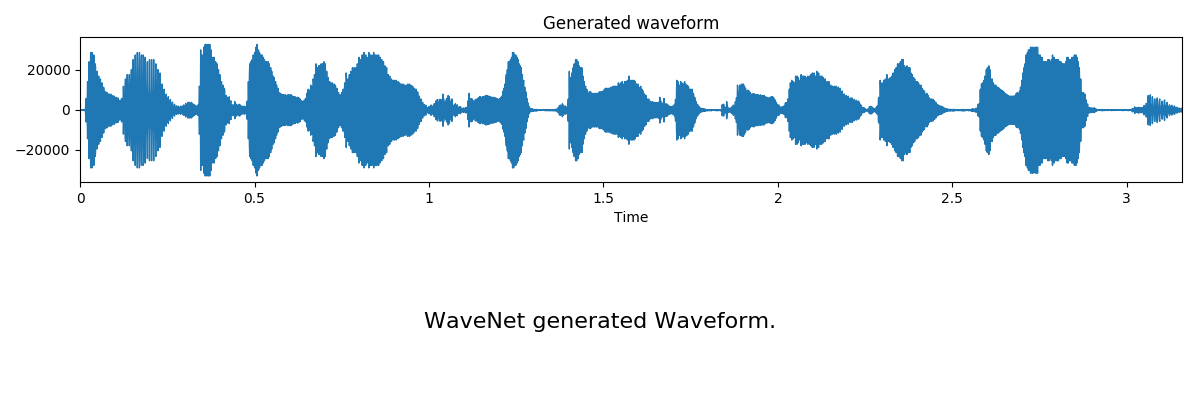 Generated waveform
20000
0
−20000
0 0.5 1 1.5 2 2.5 3
Time
WaveNet generated Waveform.